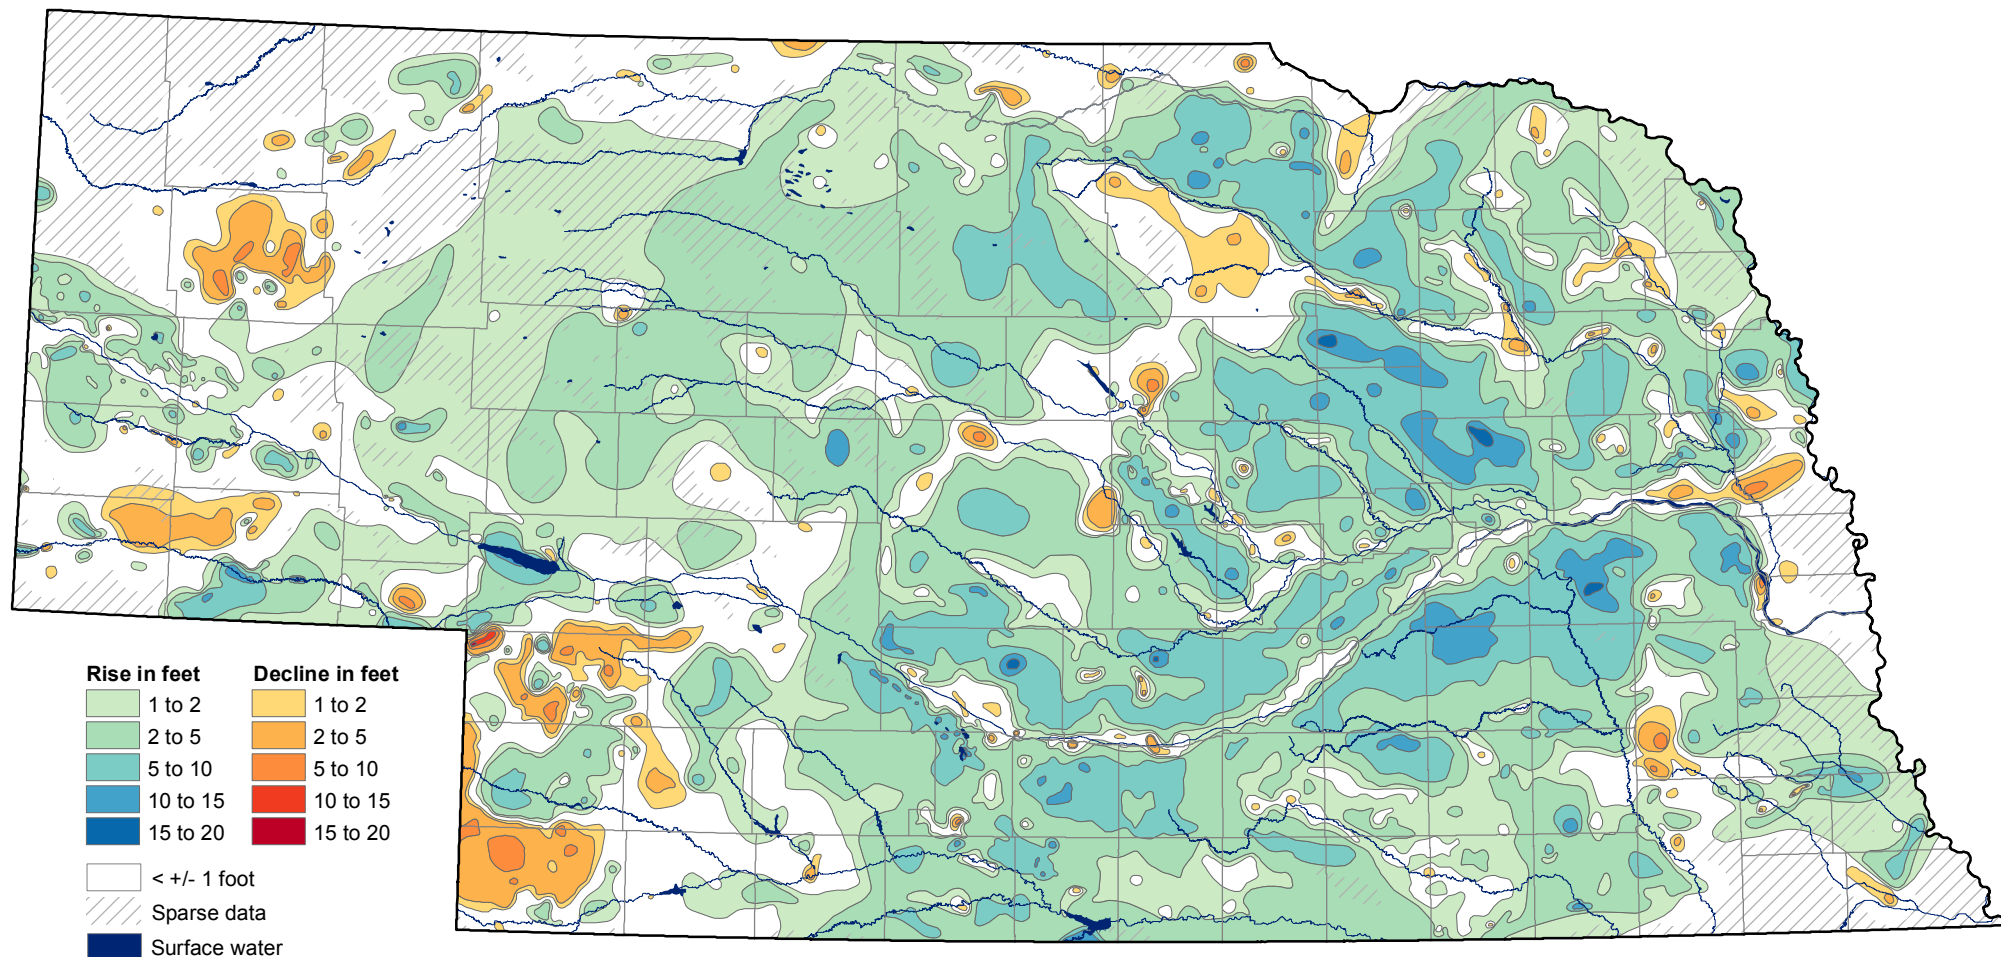 Rise in feet Decline in feet
1 to 2 1 to 2
2 to 5 2 to 5
5 to 10 5 to 10
10 to 15 10 to 15
15 to 20 15 to 20
< +/- 1 foot
Sparse data
Surface water